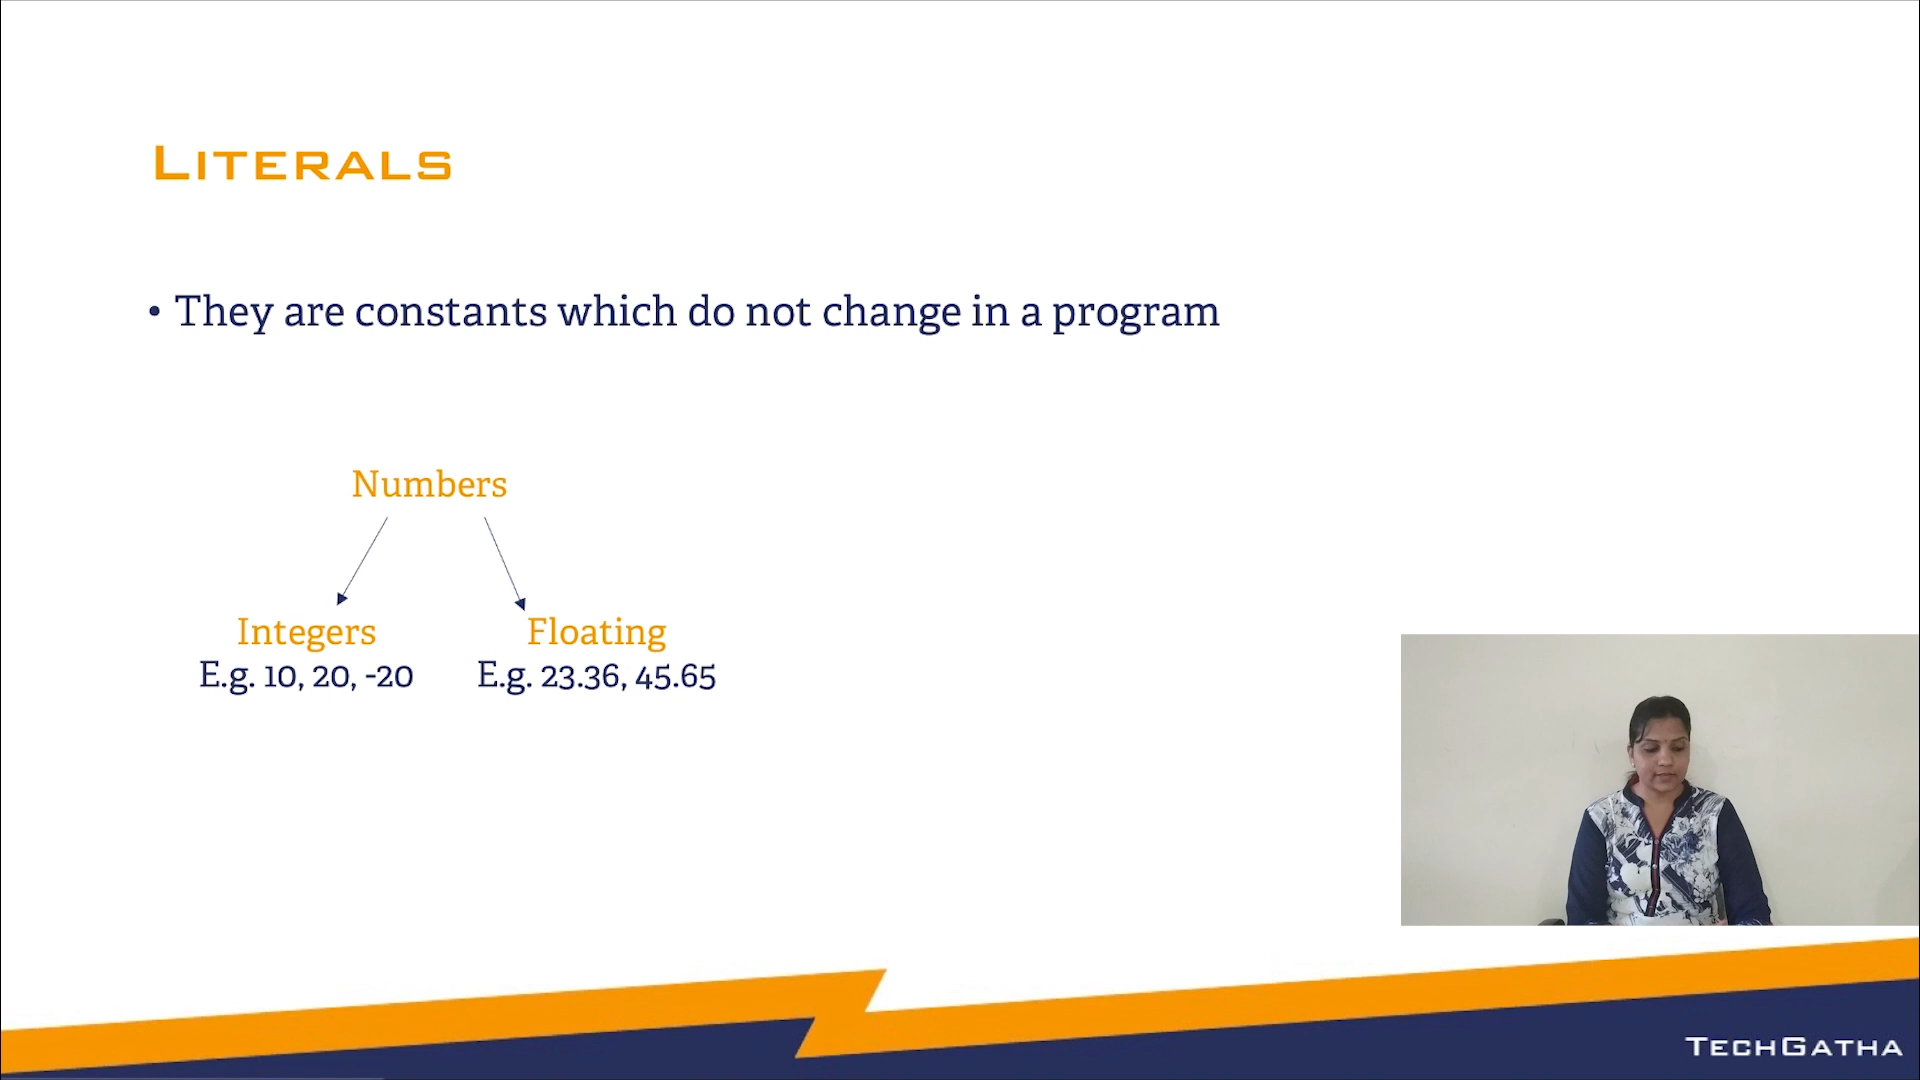 LITERALS
• They are constants which do not change in a program
Numbers
Integers
E.g. 10, 20, -20
Floating
E.g. 23.36, 45.65
TECHGATHA